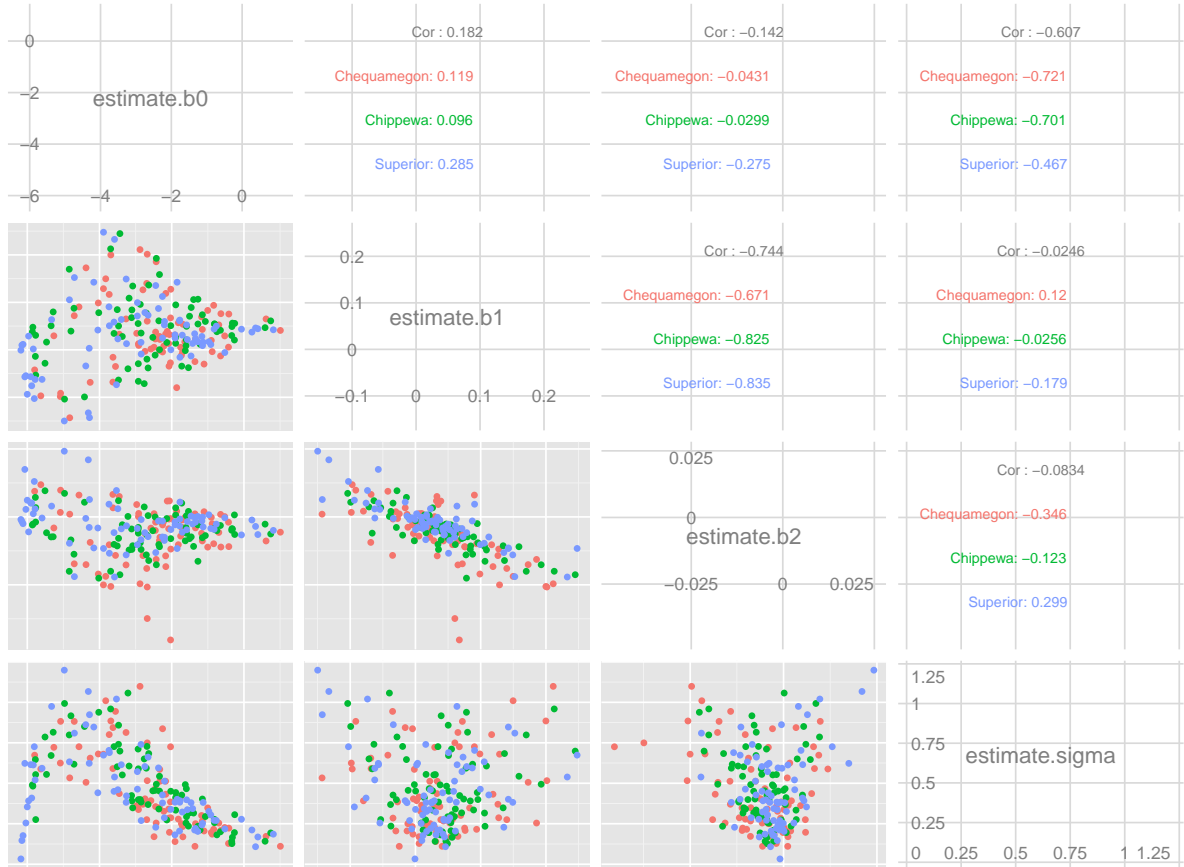 0
−2
−4
−6
−4
−2
0
estimate.b0
Cor : 0.182
Chequamegon: 0.119
Chippewa: 0.096
Superior: 0.285
Cor : −0.142
Chequamegon: −0.0431
Chippewa: −0.0299
Superior: −0.275
Cor : −0.607
Chequamegon: −0.721
Chippewa: −0.701
Superior: −0.467
0.2
0.1
0
−0.1
0
0.1
0.2
estimate.b1
Cor : −0.744
Chequamegon: −0.671
Chippewa: −0.825
Superior: −0.835
Cor : −0.0246
Chequamegon: 0.12
Chippewa: −0.0256
Superior: −0.179
0.025
0
−0.025
0
0.025
estimate.b2
Cor : −0.0834
Chequamegon: −0.346
Chippewa: −0.123
Superior: 0.299
1.25
1
0.75
0.5
0.25
0
0.25
0.5
0.75
1
1.25
estimate.sigma